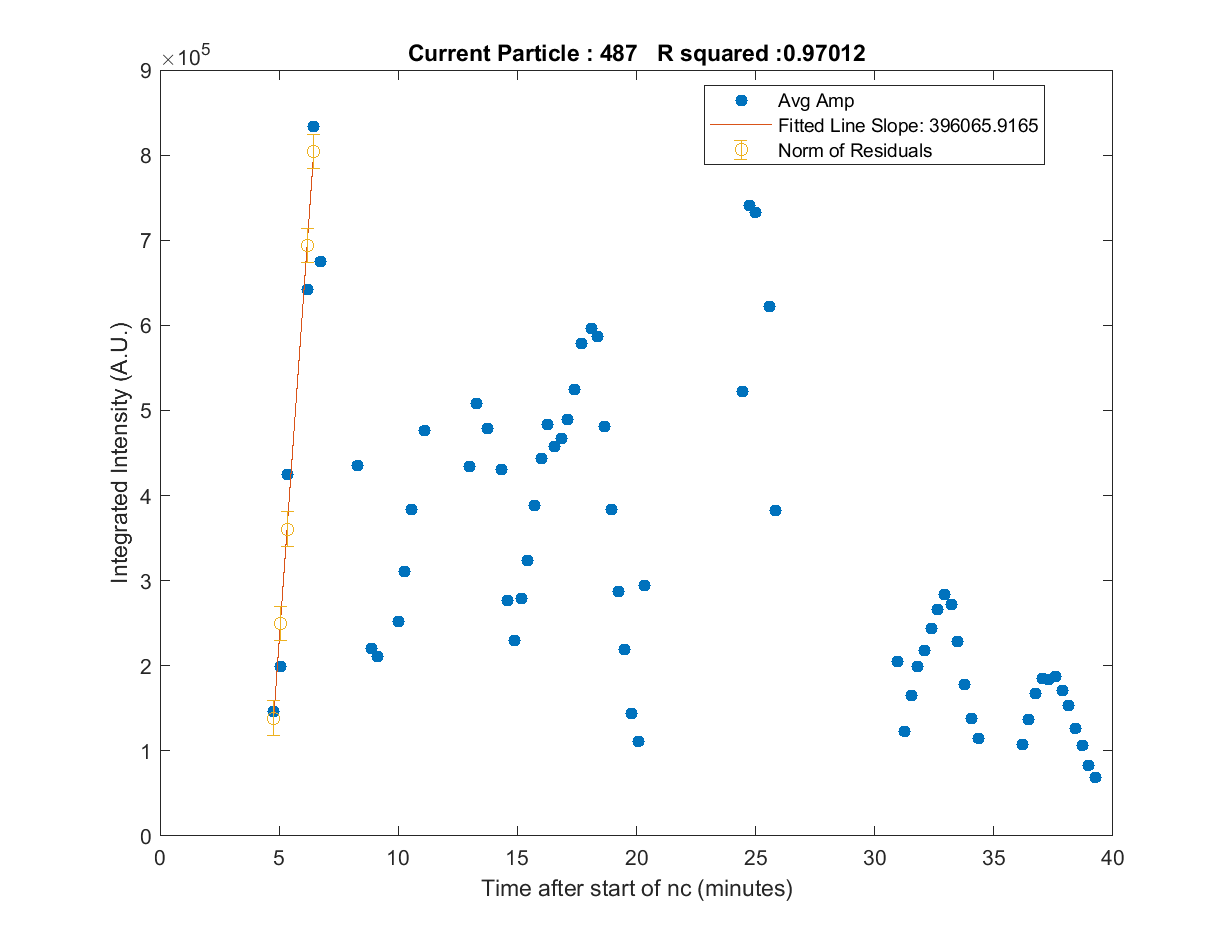 Current Particle : 487 R squared :0.97012
×10^5
Avg Amp
Fitted Line Slope: 396065.9165
Norm of Residuals
9
8
7
6
5
4
3
2
1
0
Integrated Intensity (A.U.)
0 5 10 15 20 25 30 35 40
Time after start of nc (minutes)